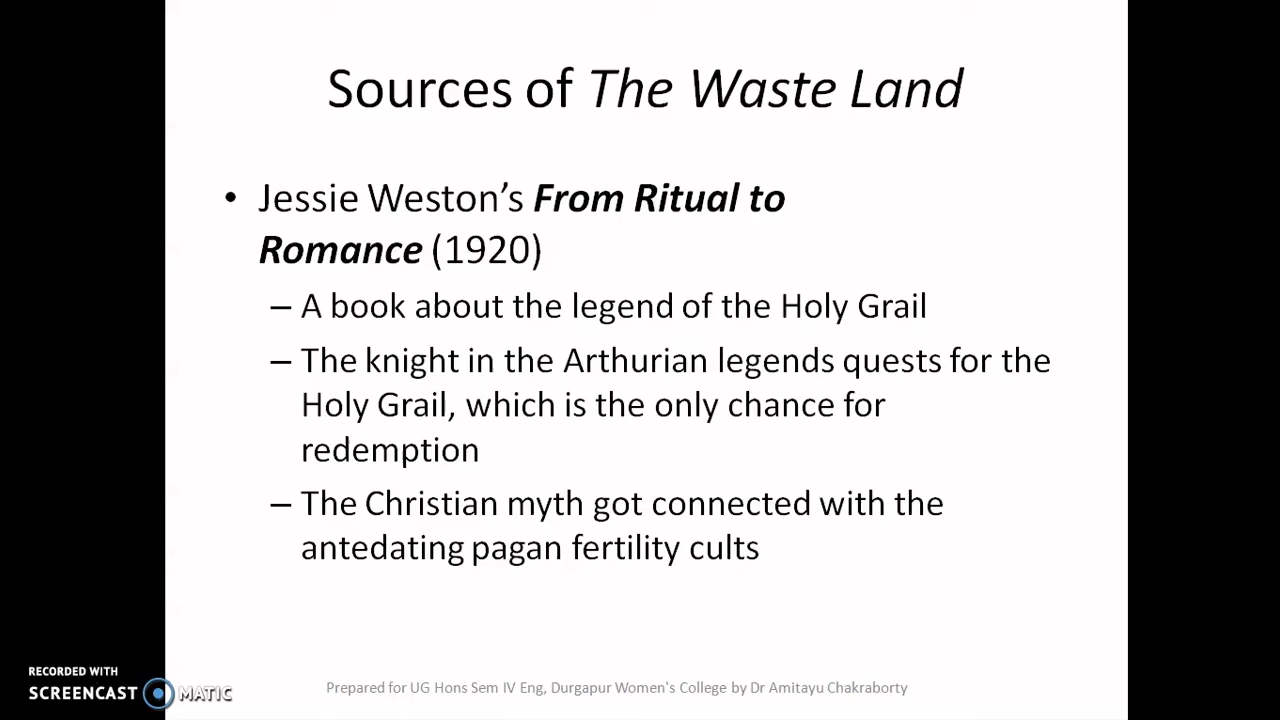 Sources of The Waste Land
• Jessie Weston’s From Ritual to
Romance (1920)
– A book about the legend of the Holy Grail
– The knight in the Arthurian legends quests for the
Holy Grail, which is the only chance for
redemption
– The Christian myth got connected with the
antedating pagan fertility cults
Prepared for UG Hons Sem IV Eng, Durgapur Women's College by Dr Amitayu Chakraborty
RECORDED WITH
SCREENCAST MATIC